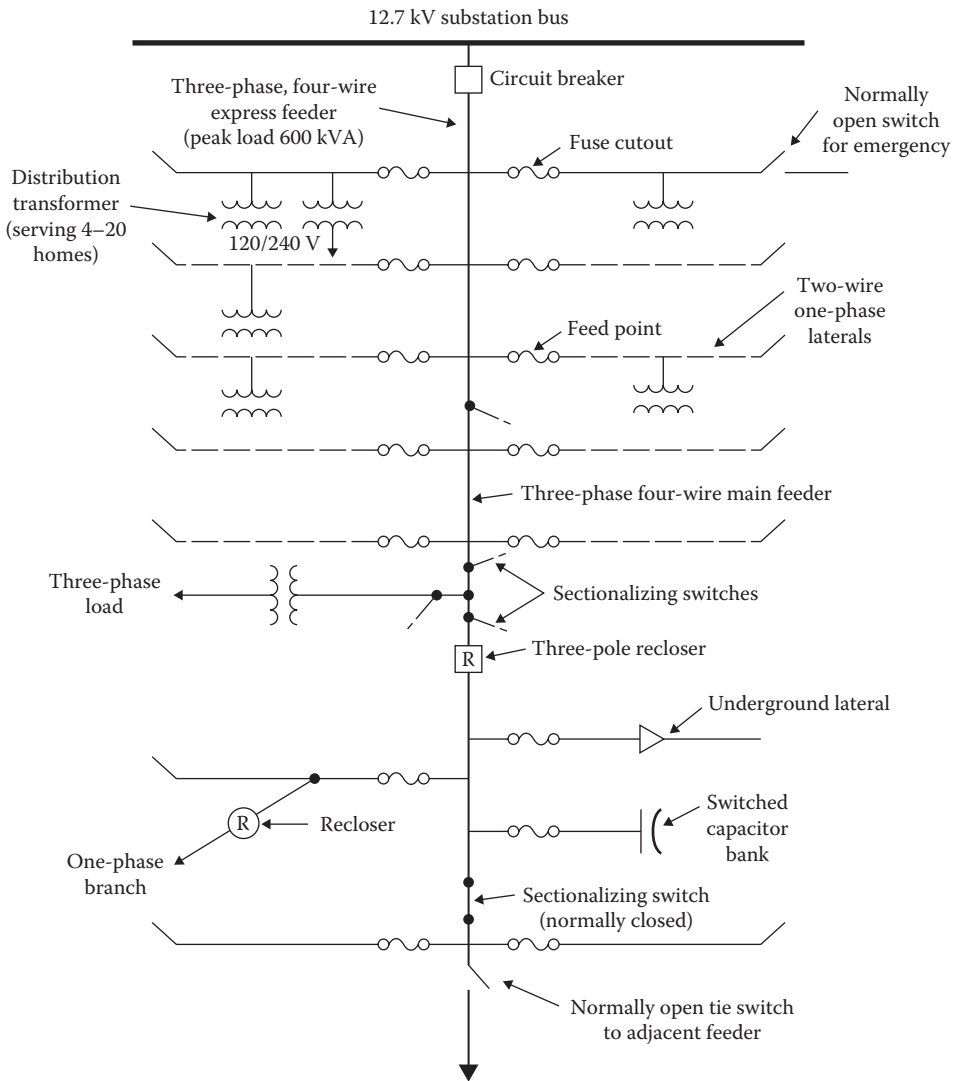 12.7 kV substation bus
Circuit breaker
Three-phase, four-wire
express feeder
(peak load 600 kVA)
Normally
open switch
for emergency
Fuse cutout
Distribution
transformer
(serving 4–20
homes)
120/240 V
Two-wire
one-phase
laterals
Feed point
Three-phase four-wire main feeder
Three-phase
load
Sectionalizing switches
R
Three-pole recloser
Underground lateral
R
Recloser
Switched
capacitor
bank
One-phase
branch
Sectionalizing switch
(normally closed)
Normally open tie switch
to adjacent feeder